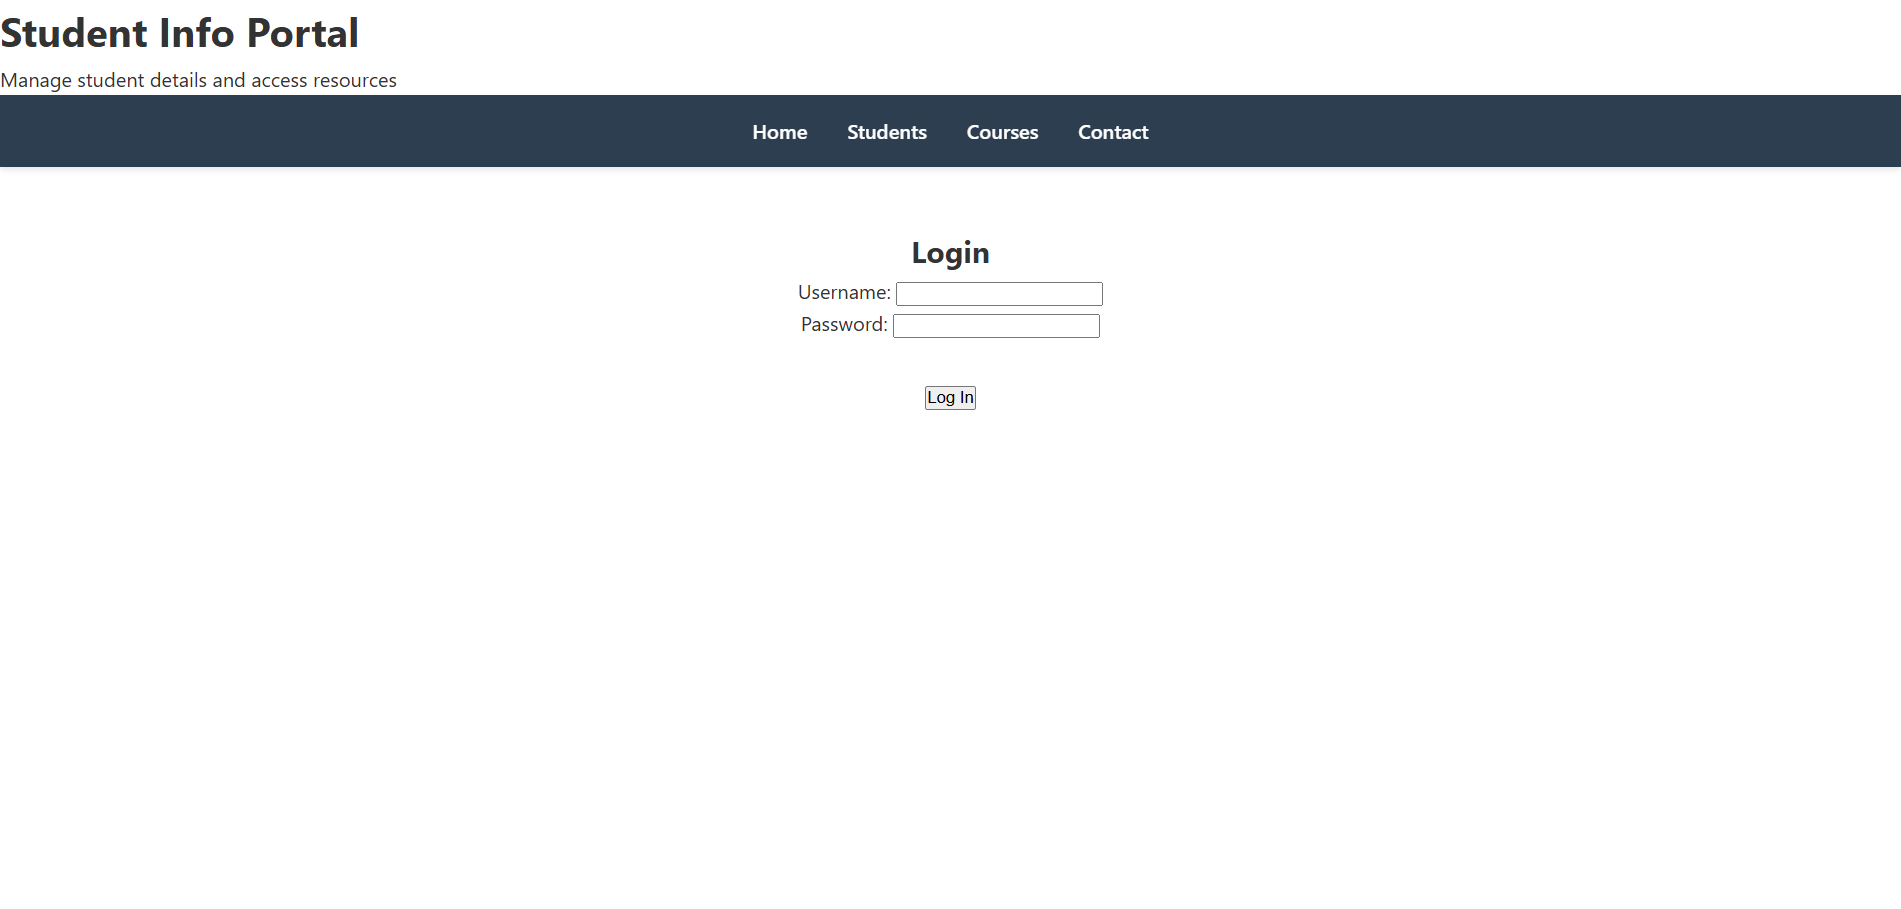 Student Info Portal
Manage student details and access resources
Home Students Courses Contact
Login
Username:
Password:
Log In